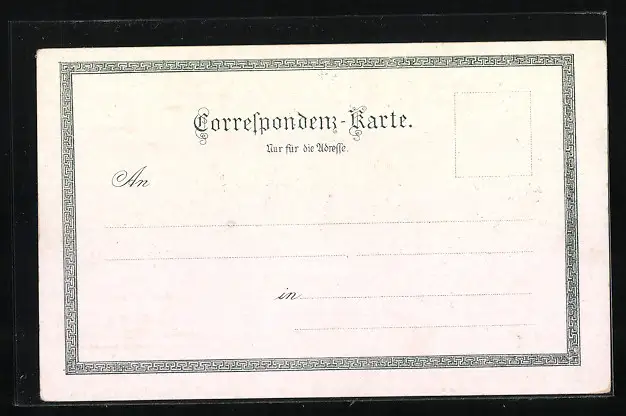 Correſpondenz-Karte.
Nur für die Adreſſe.
An
in